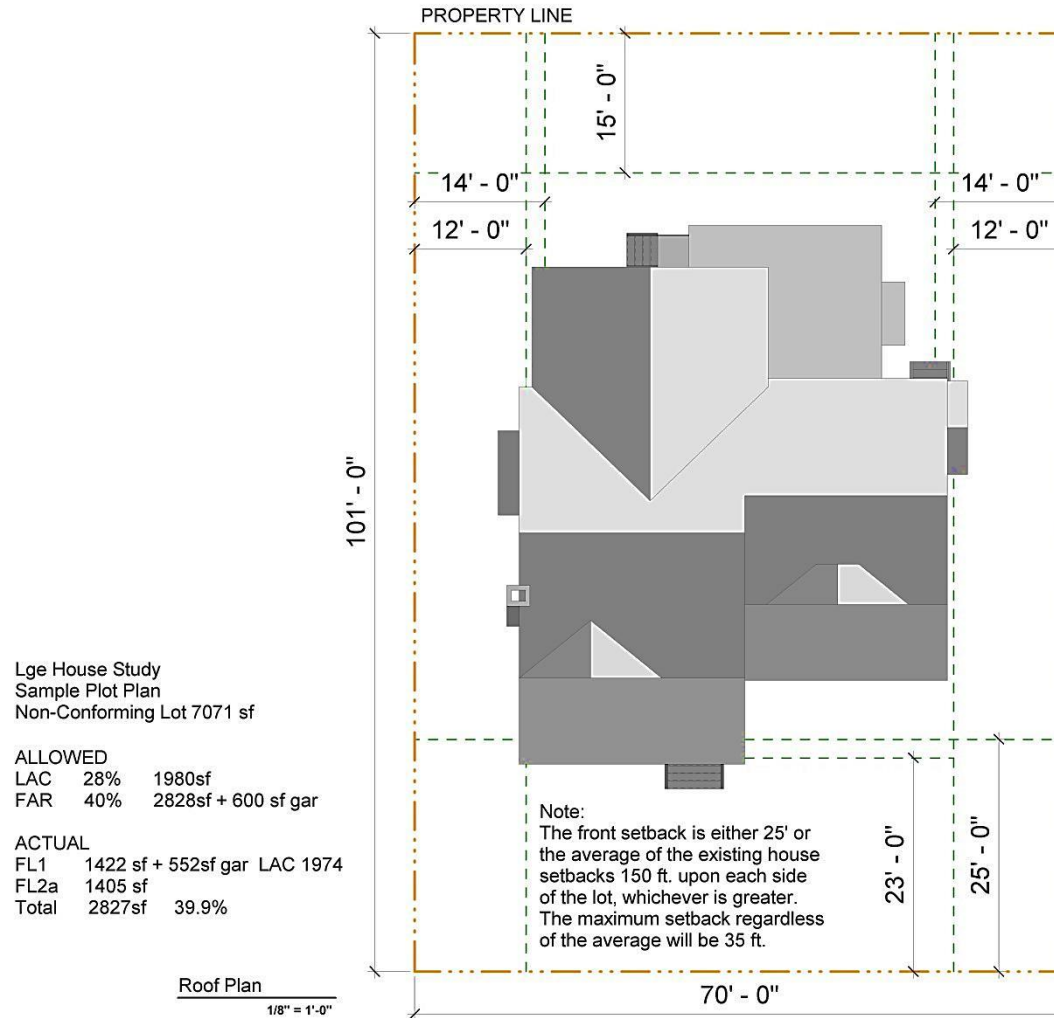 PROPERTY LINE
15' - 0"
14' - 0"
14' - 0"
12' - 0"
12' - 0"
101' - 0"
Lge House Study
Sample Plot Plan
Non-Conforming Lot 7071 sf
ALLOWED
LAC 28% 1980sf
FAR 40% 2828sf + 600 sf gar
ACTUAL
FL1 1422 sf + 552sf gar LAC 1974
FL2a 1405 sf
Total 2827sf 39.9%
Note:
The front setback is either 25' or
the average of the existing house
setbacks 150 ft. upon each side
of the lot, whichever is greater.
The maximum setback regardless
of the average will be 35 ft.
23' - 0"
25' - 0"
Roof Plan
1/8" = 1'-0"
70' - 0"